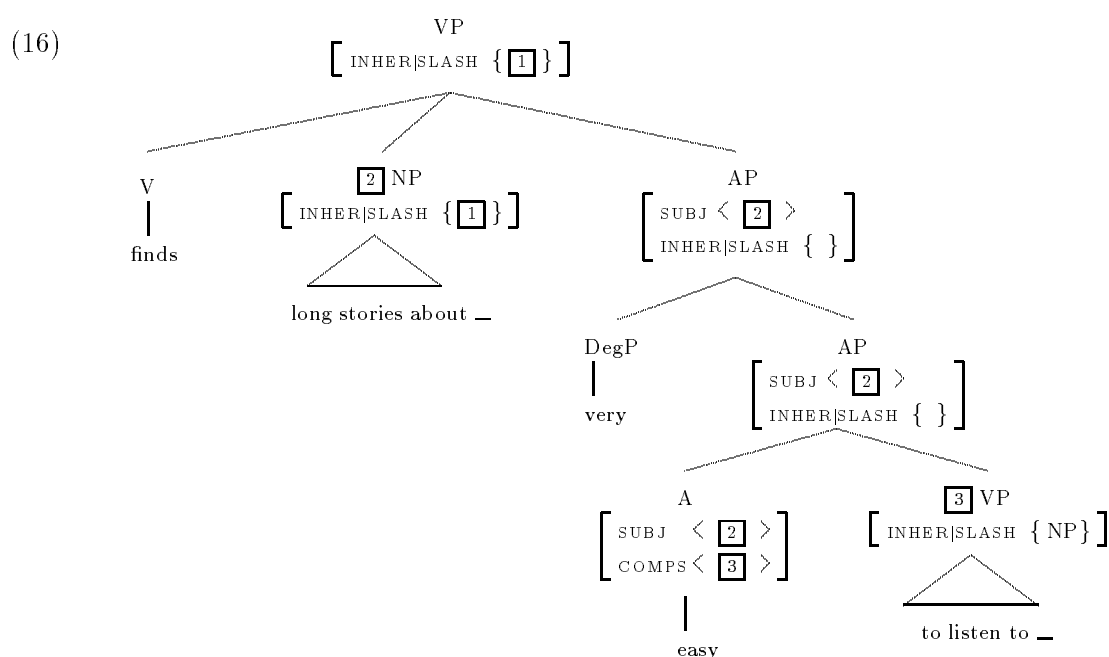 (16)
VP
[ INHER|SLASH { 1 } ]
V
2 NP
AP
[ INHER|SLASH { 1 } ]
[ SUBJ < 2 >
INHER|SLASH { } ]
finds
long stories about _
DegP
AP
very
[ SUBJ < 2 >
INHER|SLASH { } ]
A
3 VP
[ SUBJ < 2 >
COMPS < 3 > ]
[ INHER|SLASH { NP} ]
easy
to listen to _